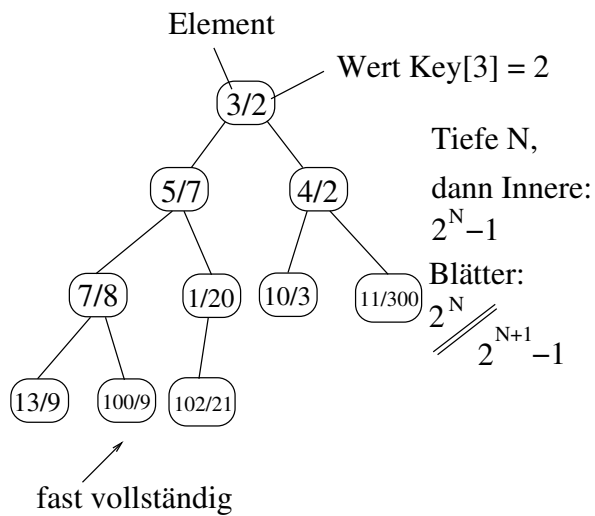 Element
Wert Key[3] = 2
3/2
Tiefe N,
5/7
4/2
dann Innere:
2^N−1
Blätter:
7/8
1/20
10/3
11/300
2^N
2^N+1−1
13/9
100/9
102/21
fast vollständig